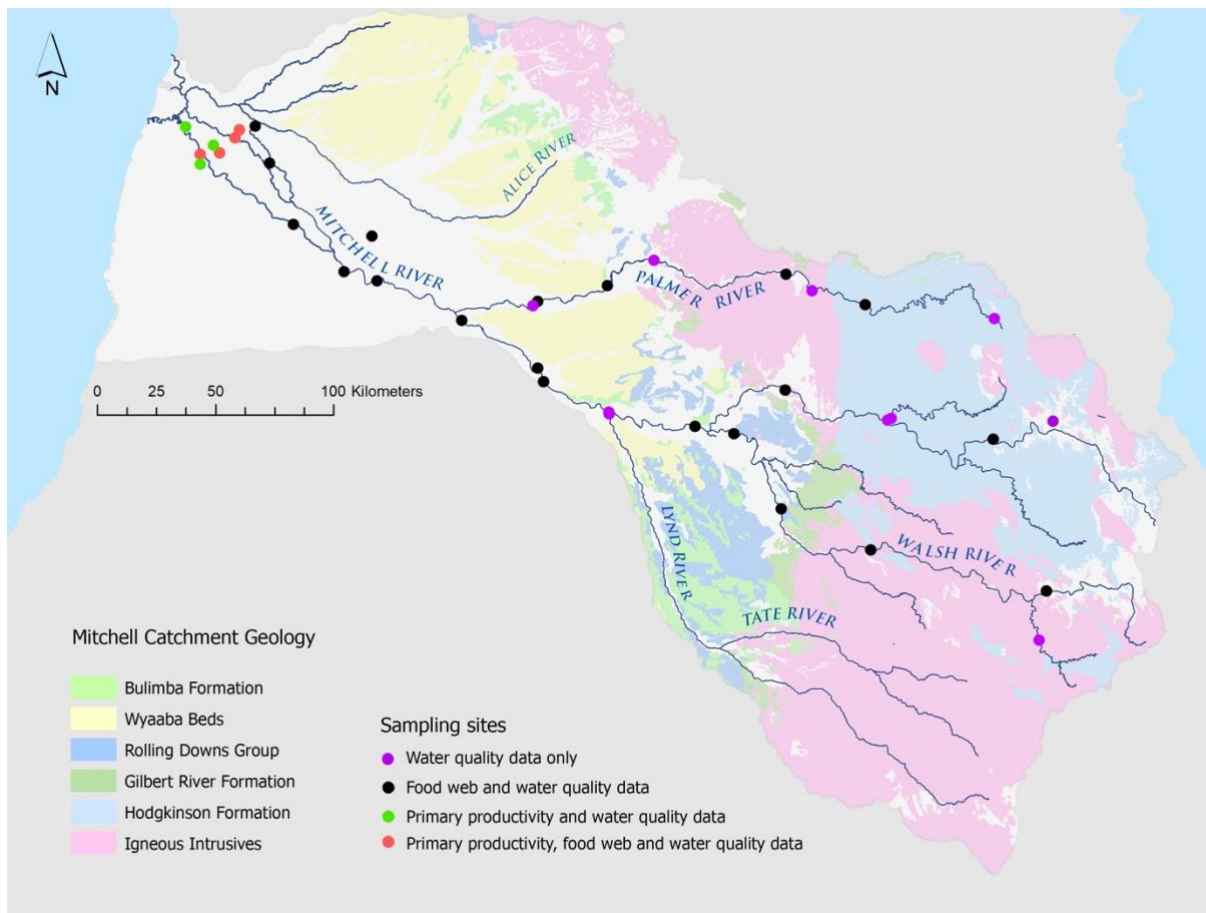 N
ALICE RIVER
MITCHELL RIVER
PALMER RIVER
0 25 50 100 Kilometers
LYND RIVER
WALSH RIVER
TATE RIVER
Mitchell Catchment Geology
Bulimba Formation
Wyaaba Beds
Rolling Downs Group
Gilbert River Formation
Hodgkinson Formation
Igneous Intrusives
Sampling sites
Water quality data only
Food web and water quality data
Primary productivity and water quality data
Primary productivity, food web and water quality data